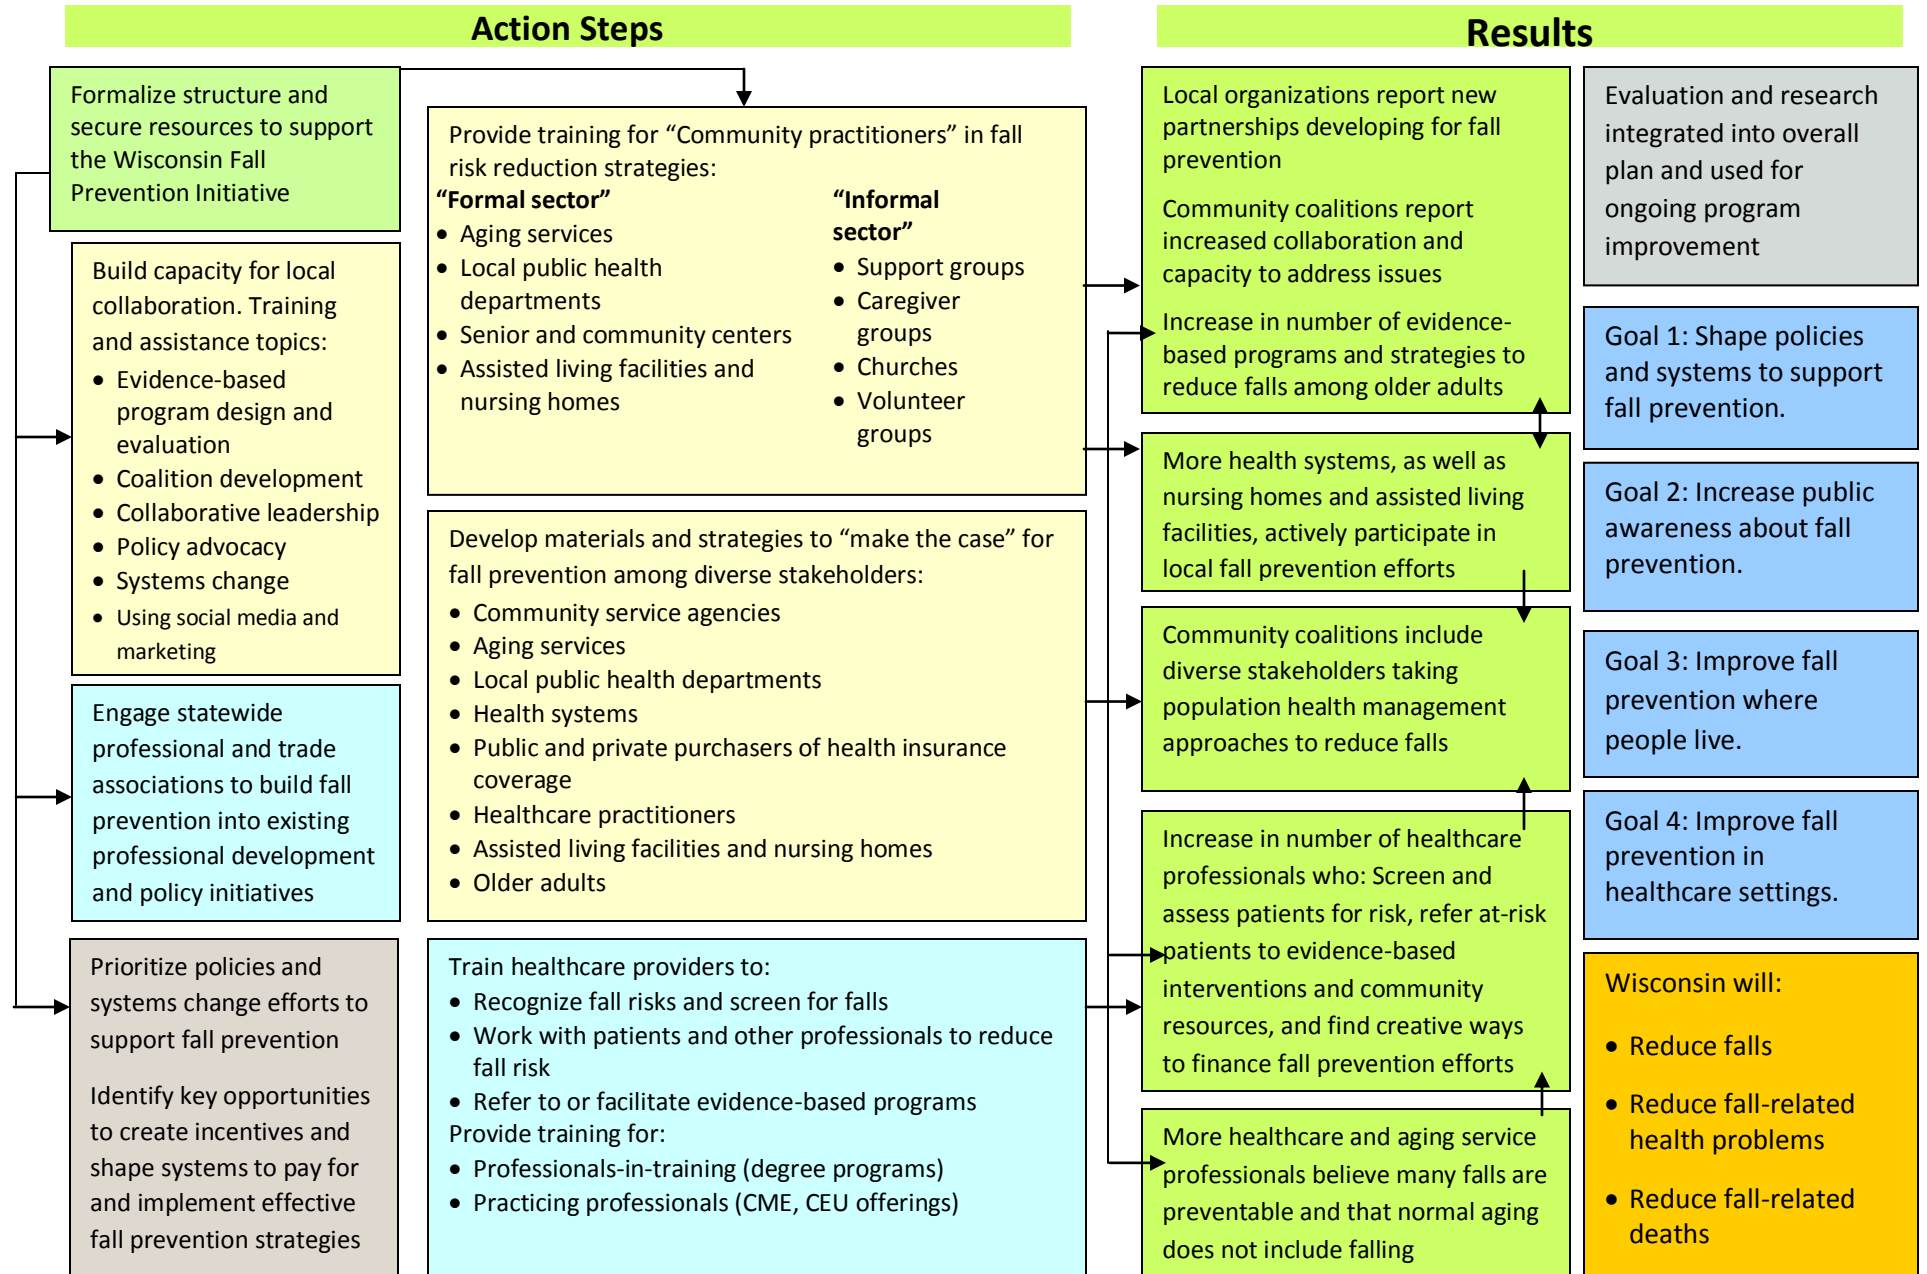 Action Steps
Results
Formalize structure and
secure resources to support
the Wisconsin Fall
Prevention Initiative
Build capacity for local
collaboration. Training
and assistance topics:
• Evidence-based
program design and
evaluation
• Coalition development
• Collaborative leadership
• Policy advocacy
• Systems change
• Using social media and
marketing
Engage statewide
professional and trade
associations to build fall
prevention into existing
professional development
and policy initiatives
Prioritize policies and
systems change efforts to
support fall prevention
Identify key opportunities
to create incentives and
shape systems to pay for
and implement effective
fall prevention strategies
Provide training for “Community practitioners” in fall
risk reduction strategies:
“Formal sector”
• Aging services
• Local public health
departments
• Senior and community centers
• Assisted living facilities and
nursing homes
“Informal
sector”
• Support groups
• Caregiver
groups
• Churches
• Volunteer
groups
Develop materials and strategies to “make the case” for
fall prevention among diverse stakeholders:
• Community service agencies
• Aging services
• Local public health departments
• Health systems
• Public and private purchasers of health insurance
coverage
• Healthcare practitioners
• Assisted living facilities and nursing homes
• Older adults
Train healthcare providers to:
• Recognize fall risks and screen for falls
• Work with patients and other professionals to reduce
fall risk
• Refer to or facilitate evidence-based programs
Provide training for:
• Professionals-in-training (degree programs)
• Practicing professionals (CME, CEU offerings)
Local organizations report new
partnerships developing for fall
prevention
Community coalitions report
increased collaboration and
capacity to address issues
Increase in number of evidence-
based programs and strategies to
reduce falls among older adults
More health systems, as well as
nursing homes and assisted living
facilities, actively participate in
local fall prevention efforts
Community coalitions include
diverse stakeholders taking
population health management
approaches to reduce falls
Increase in number of healthcare
professionals who: Screen and
assess patients for risk, refer at-risk
patients to evidence-based
interventions and community
resources, and find creative ways
to finance fall prevention efforts
More healthcare and aging service
professionals believe many falls are
preventable and that normal aging
does not include falling
Evaluation and research
integrated into overall
plan and used for
ongoing program
improvement
Goal 1: Shape policies
and systems to support
fall prevention.
Goal 2: Increase public
awareness about fall
prevention.
Goal 3: Improve fall
prevention where
people live.
Goal 4: Improve fall
prevention in
healthcare settings.
Wisconsin will:
• Reduce falls
• Reduce fall-related
health problems
• Reduce fall-related
deaths